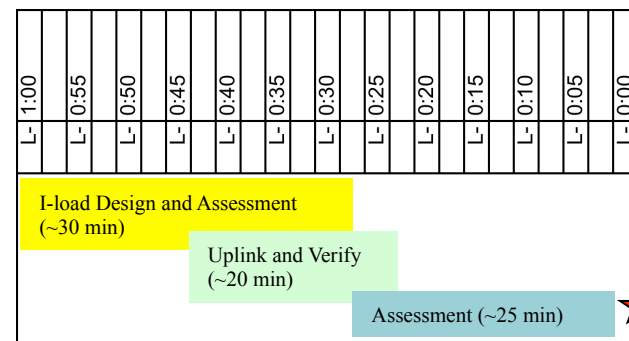 L- 1:00
L- 0:55
L- 0:50
L- 0:45
L- 0:40
L- 0:35
L- 0:30
L- 0:25
L- 0:20
L- 0:15
L- 0:10
L- 0:05
L- 0:00
I-load Design and Assessment
(~30 min)
Uplink and Verify
(~20 min)
Assessment (~25 min)